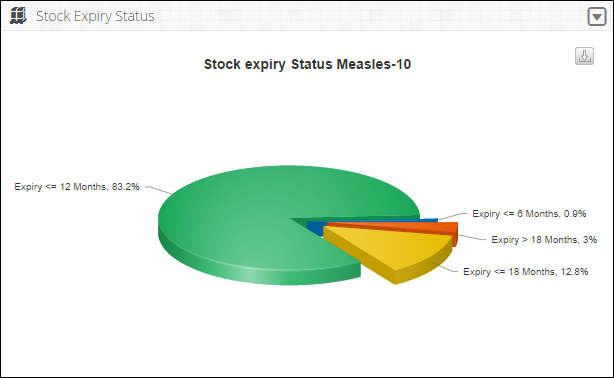 Stock Expiry Status
Stock expiry Status Measles-10
Expiry <= 12 Months, 83.2%
Expiry <= 6 Months, 0.9%
Expiry > 18 Months, 3%
Expiry <= 18 Months, 12.8%